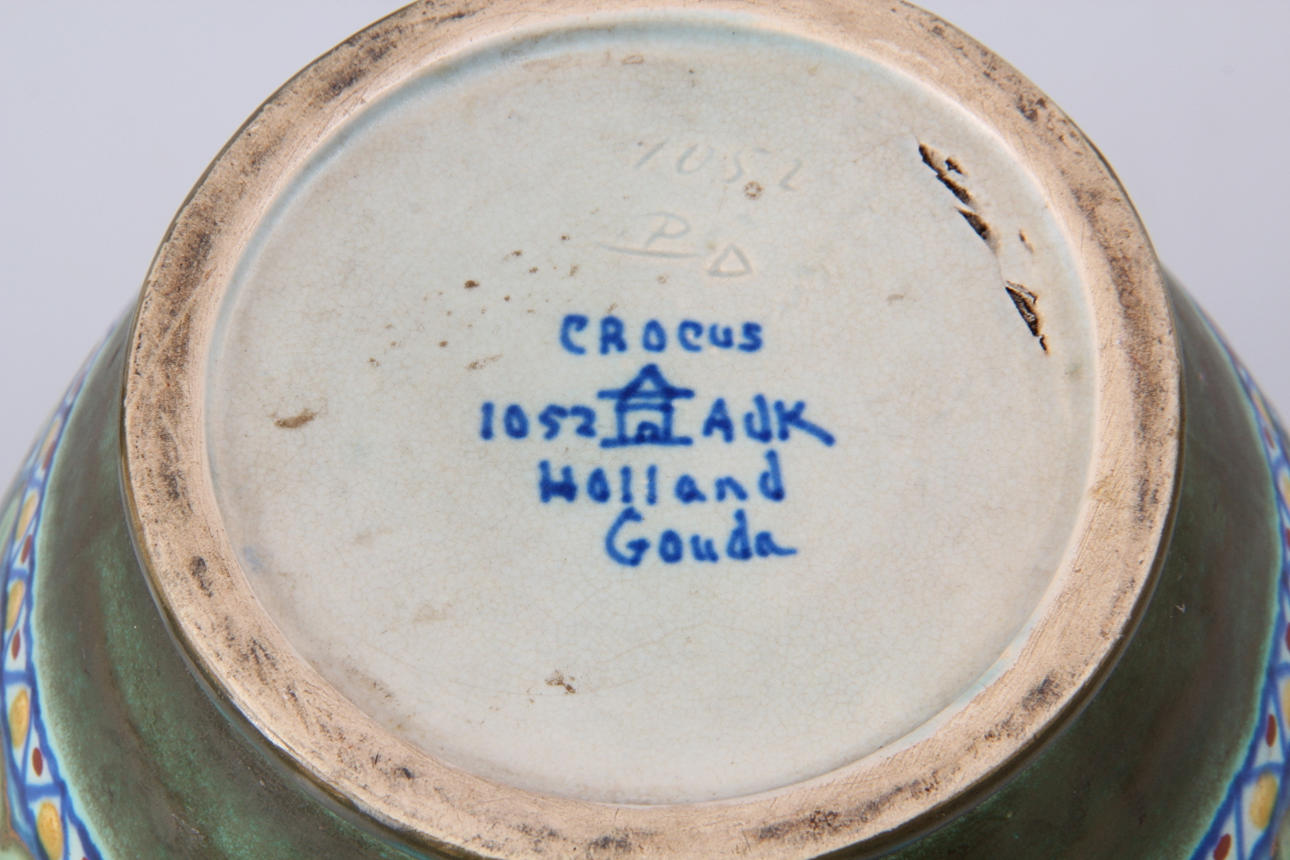 1052
P
CROCUS
1052 AJK
Holland
Gouda